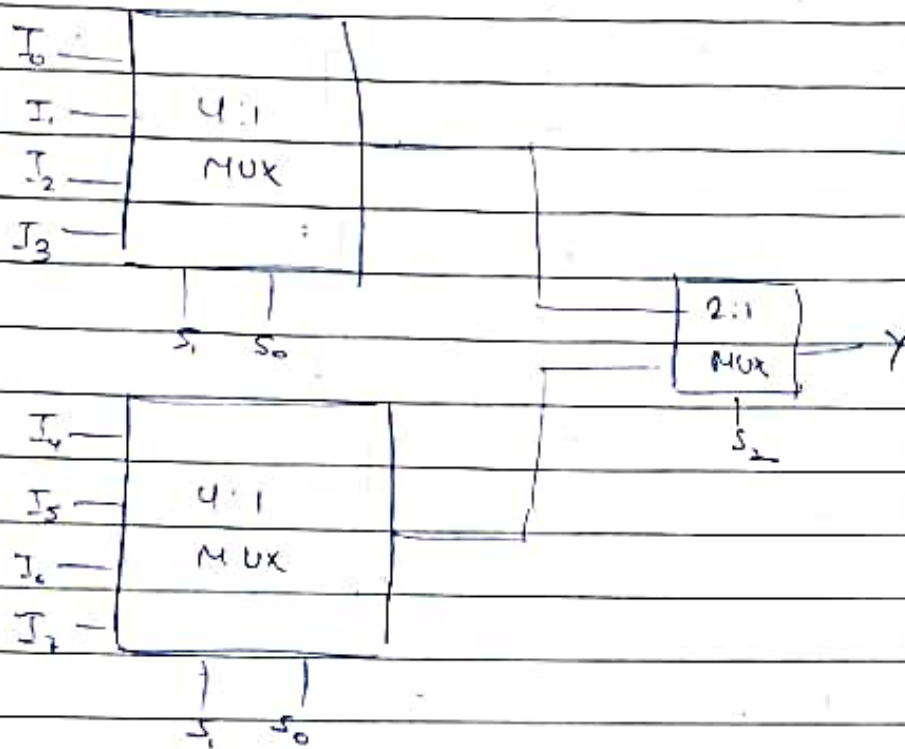 I₀
I₁ 4:1
I₂ MUX
I₃
S₁ S₀
2:1
MUX Y
S₂
I₄
I₅ 4:1
I₆ MUX
I₇
S₁ S₀